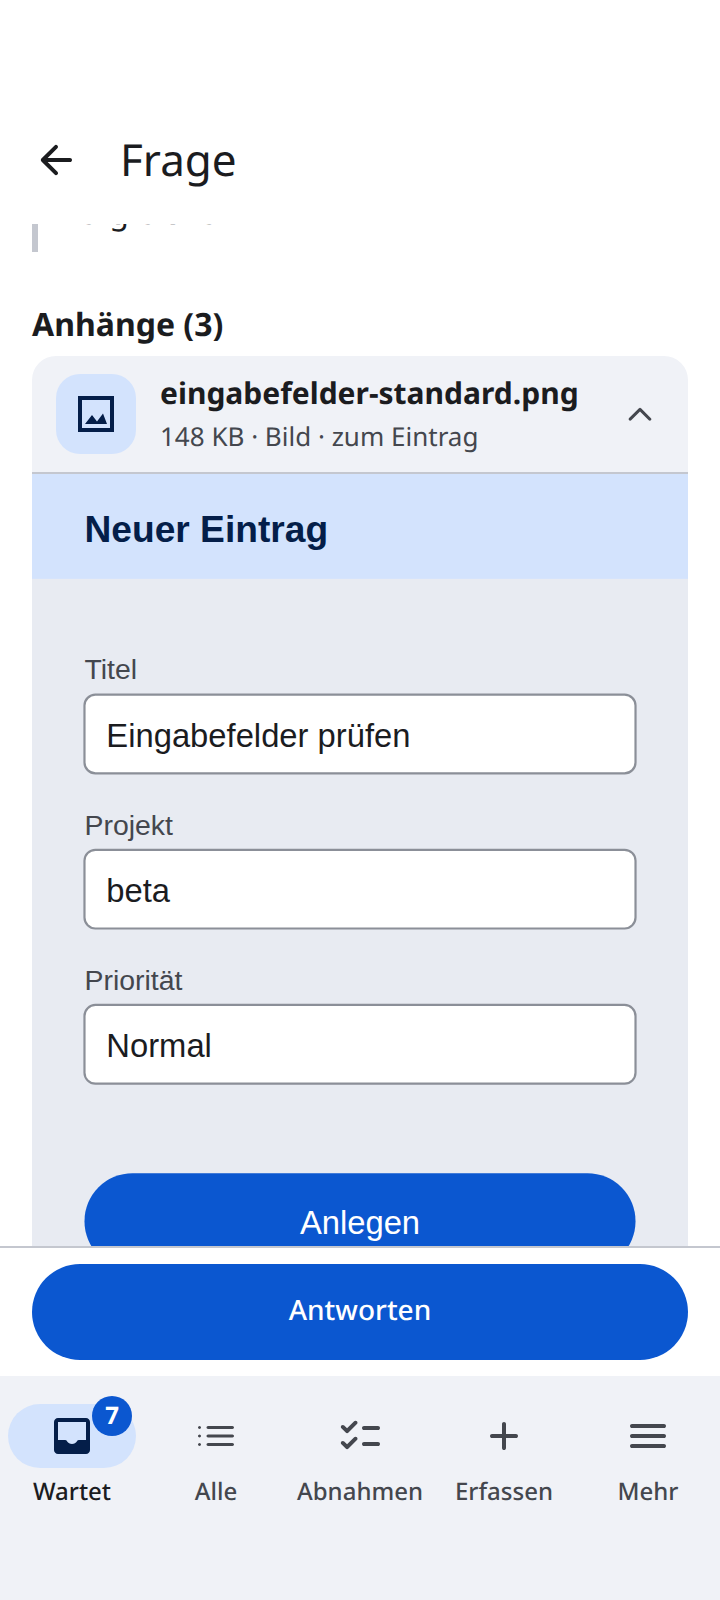 Frage
Anhänge (3)
eingabefelder-standard.png
148 KB · Bild · zum Eintrag
Neuer Eintrag
Titel
Eingabefelder prüfen
Projekt
beta
Priorität
Normal
Anlegen
Antworten
7
Wartet
Alle
Abnahmen
Erfassen
Mehr